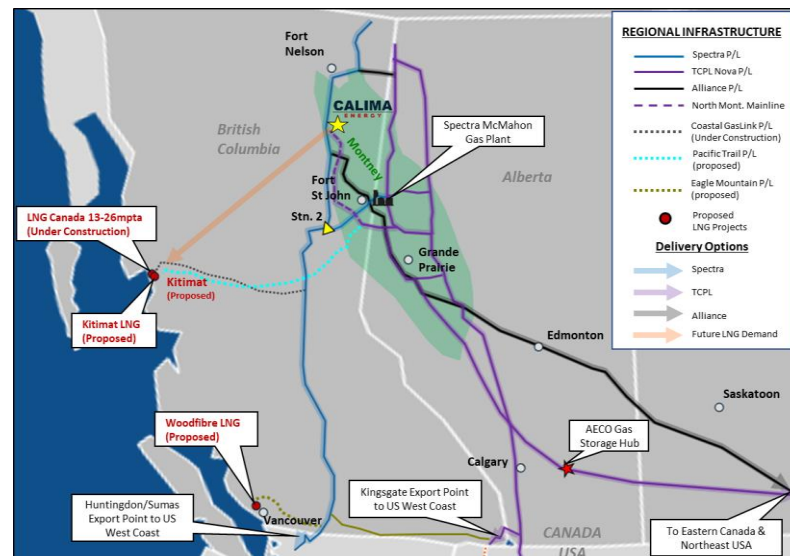 Fort
Nelson
CALIMA
ENERGY
British
Columbia
Montney
Spectra McMahon
Gas Plant
Alberta
Fort
St John
Stn. 2
LNG Canada 13-26mpta
(Under Construction)
Kitimat
(Proposed)
Kitimat LNG
(Proposed)
Grande
Prairie
Edmonton
Saskatoon
Woodfibre LNG
(Proposed)
AECO Gas
Storage Hub
Calgary
Huntingdon/Sumas
Export Point to US
West Coast
Vancouver
Kingsgate Export Point
to US West Coast
CANADA
USA
To Eastern Canada &
Northeast USA
REGIONAL INFRASTRUCTURE
Spectra P/L
TCPL Nova P/L
Alliance P/L
North Mont. Mainline
Coastal GasLink P/L
(Under Construction)
Pacific Trail P/L
(proposed)
Eagle Mountain P/L
(proposed)
Proposed
LNG Projects
Delivery Options
Spectra
TCPL
Alliance
Future LNG Demand